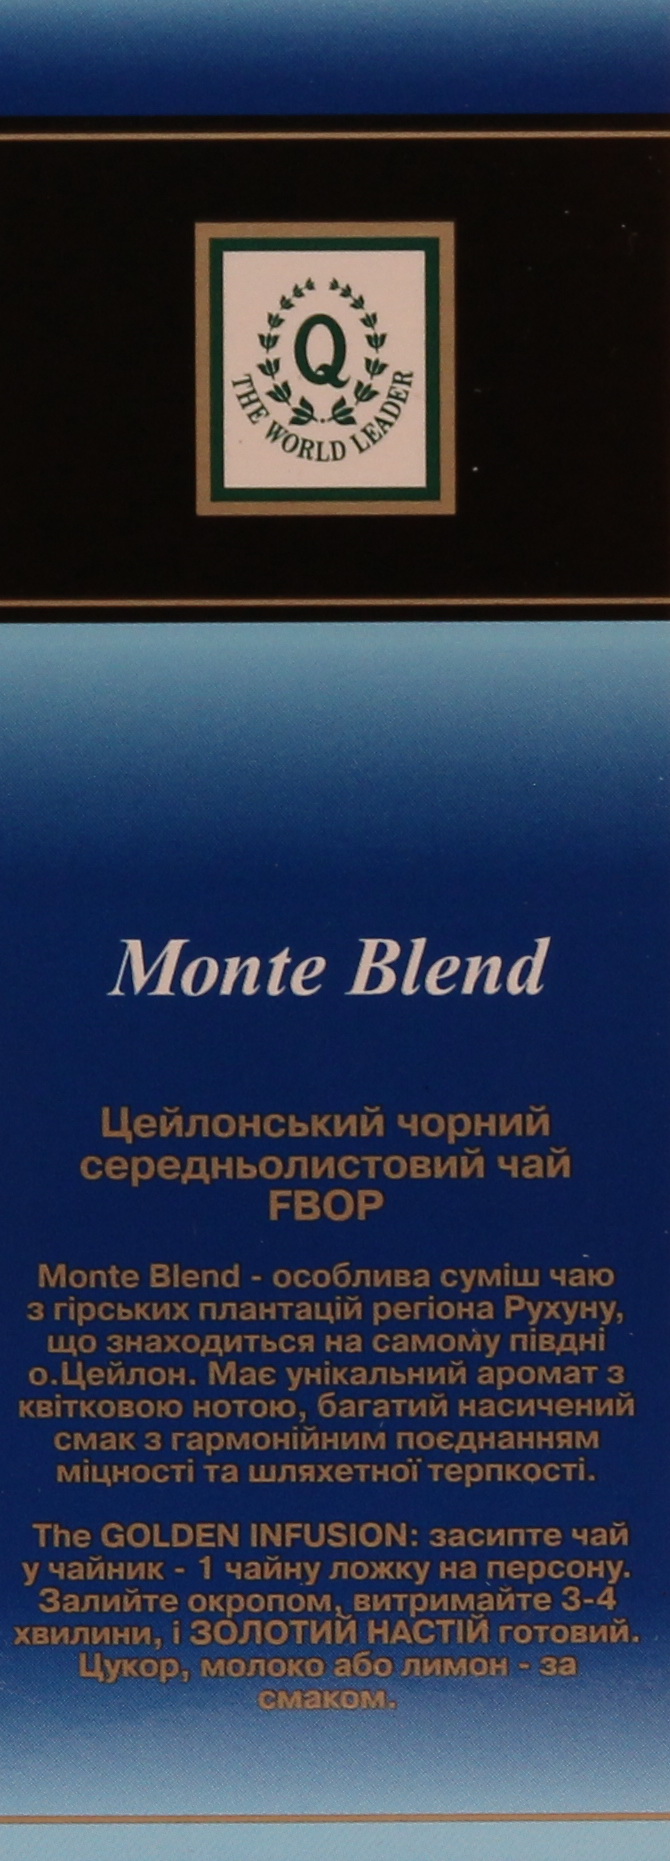 Q
THE WORLD LEADER
Monte Blend
Цейлонський чорний
середньолистовий чай
FBOP
Monte Blend - особлива суміш чаю
з гірських плантацій регіона Рухуну,
що знаходиться на самому півдні
о.Цейлон. Має унікальний аромат з
квітковою нотою, багатий насичений
смак з гармонійним поєднанням
міцності та шляхетної терпкості.
The GOLDEN INFUSION: засипте чай
у чайник - 1 чайну ложку на персону.
Залийте окропом, витримайте 3-4
хвилини, і ЗОЛОТИЙ НАСТІЙ готовий.
Цукор, молоко або лимон - за
смаком.